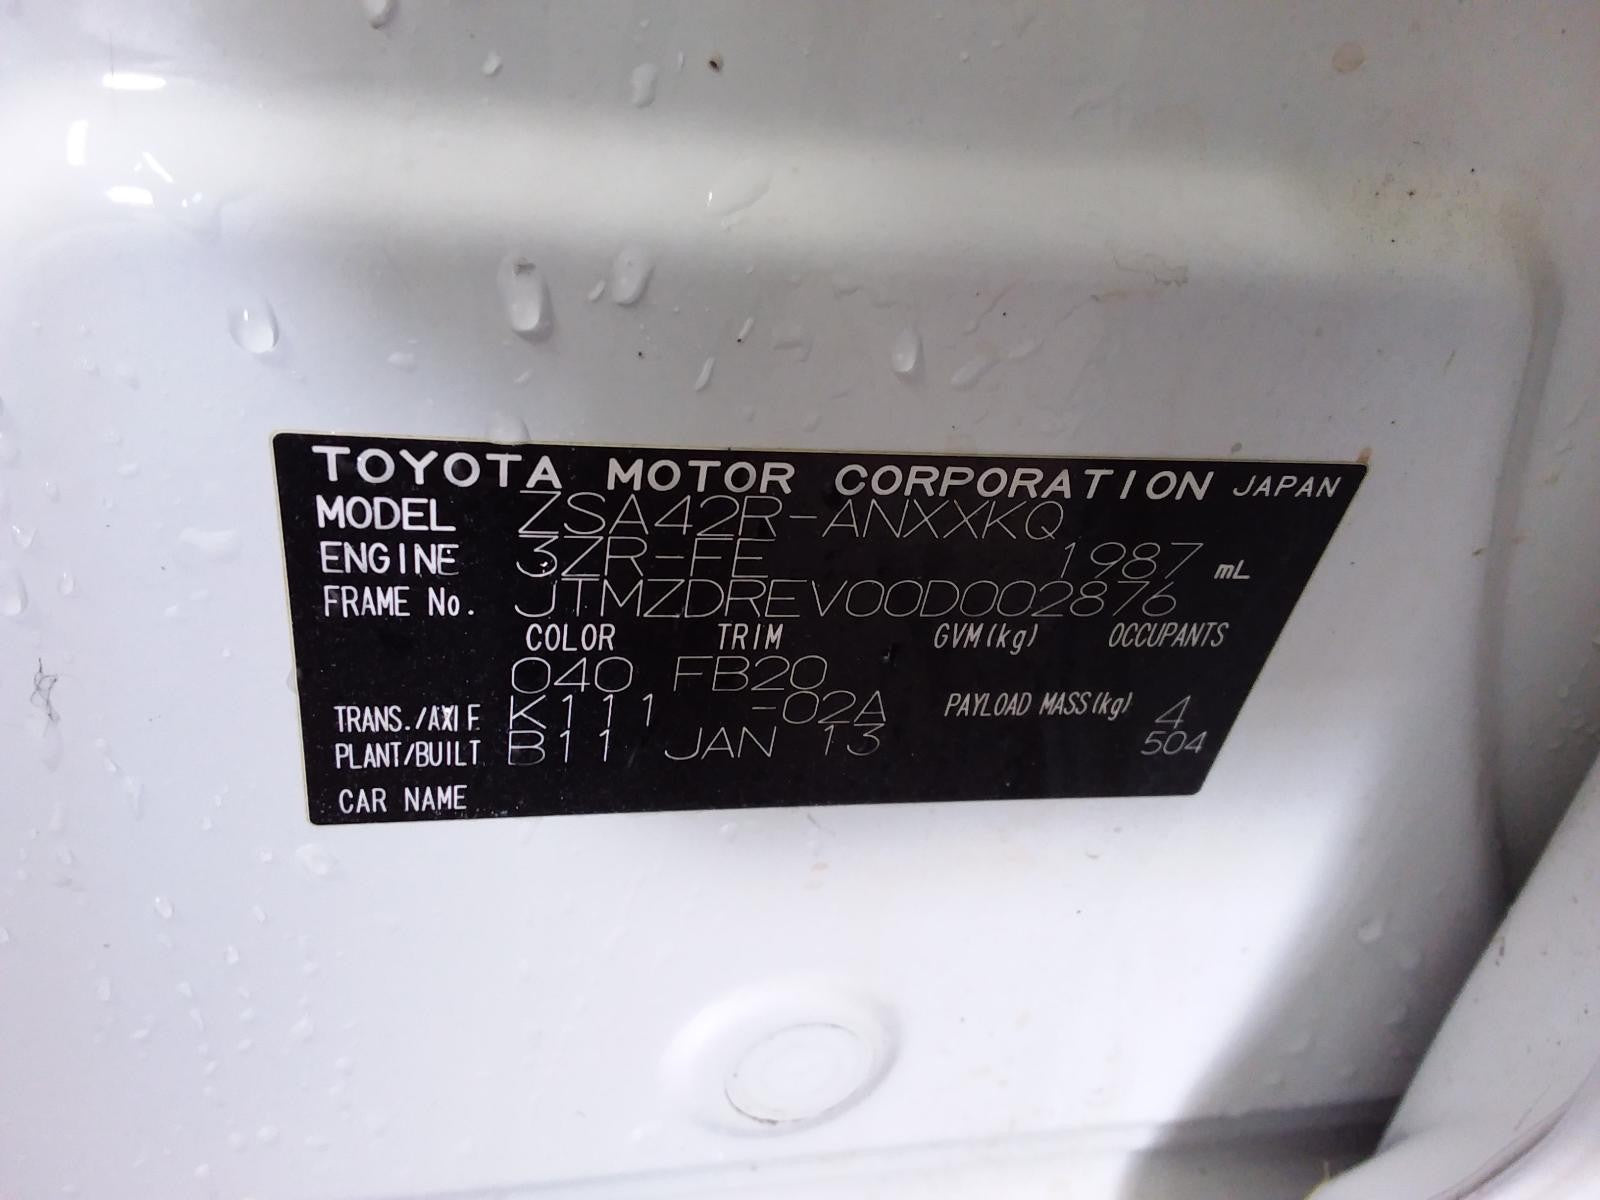 TOYOTA MOTOR CORPORATION JAPAN
MODEL ZSA42R-ANXXKQ
ENGINE 3ZR-FE 1987 mL
FRAME No. JTMZDREV00D002876
COLOR TRIM GVM(kg) OCCUPANTS
040 FB20
TRANS./AXLE K111 -02A PAYLOAD MASS(kg) 4
PLANT/BUILT B11 JAN 13 504
CAR NAME